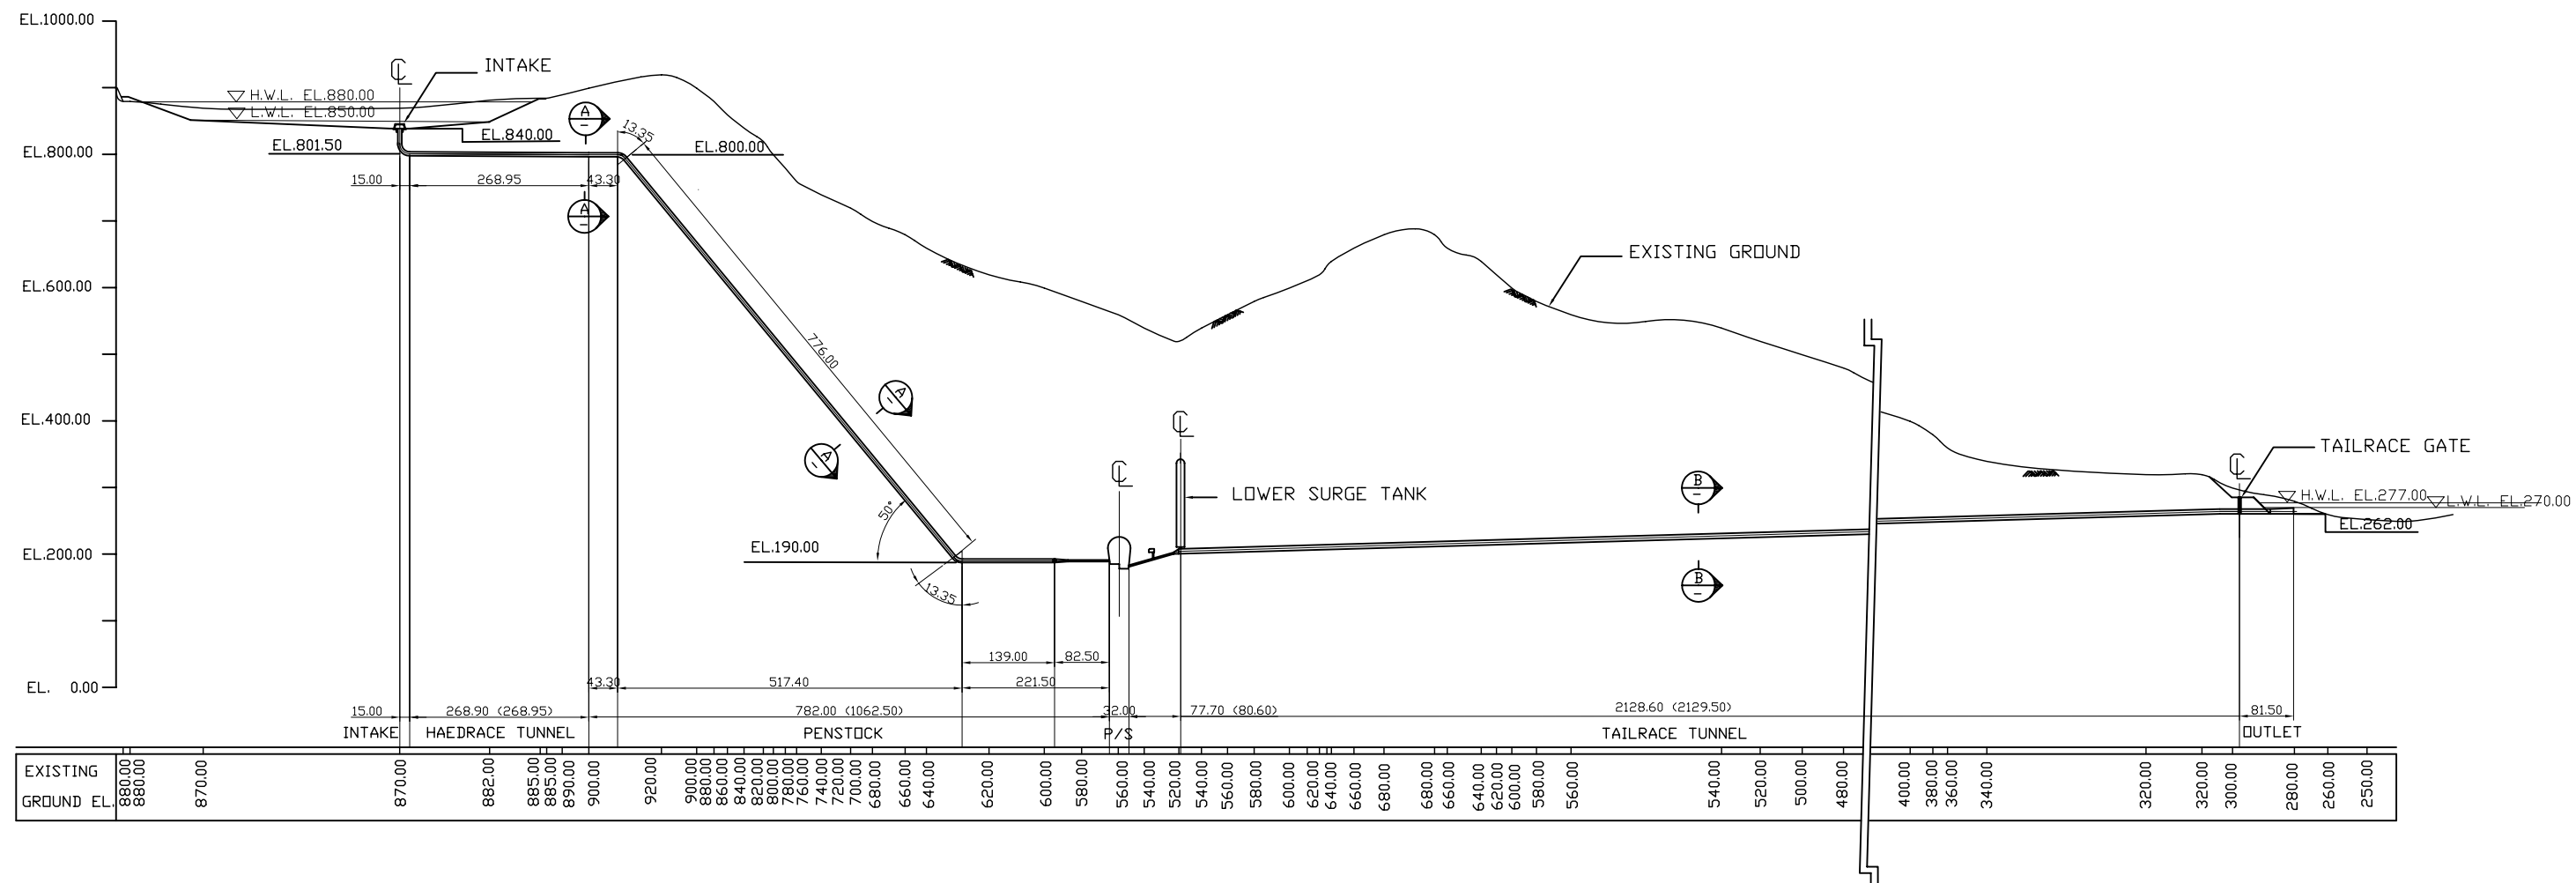 EL.1000.00
EL.800.00
EL.600.00
EL.400.00
EL.200.00
EL. 0.00
INTAKE
H.W.L. EL.880.00
L.W.L. EL.850.00
EL.840.00
EL.801.50
A
–
13.35
EL.800.00
15.00
268.95
43.30
A
–
776.00
A
–
A
–
50°
EL.190.00
13.35
EXISTING GROUND
LOWER SURGE TANK
B
–
B
–
TAILRACE GATE
H.W.L. EL.277.00
L.W.L. EL.270.00
EL.262.00
139.00
82.50
43.30
517.40
221.50
15.00
268.90 (268.95)
782.00 (1062.50)
32.00
77.70 (80.60)
2128.60 (2129.50)
81.50
INTAKE
HAEDRACE TUNNEL
PENSTOCK
P/S
TAILRACE TUNNEL
OUTLET
EXISTING
GROUND EL.
880.00
880.00
870.00
870.00
882.00
885.00
885.00
890.00
900.00
920.00
900.00
880.00
860.00
840.00
820.00
800.00
780.00
760.00
740.00
720.00
700.00
680.00
660.00
640.00
620.00
600.00
580.00
560.00
540.00
520.00
540.00
560.00
580.00
600.00
620.00
640.00
660.00
680.00
680.00
660.00
640.00
620.00
600.00
580.00
560.00
540.00
520.00
500.00
480.00
400.00
380.00
360.00
340.00
320.00
320.00
300.00
280.00
260.00
250.00